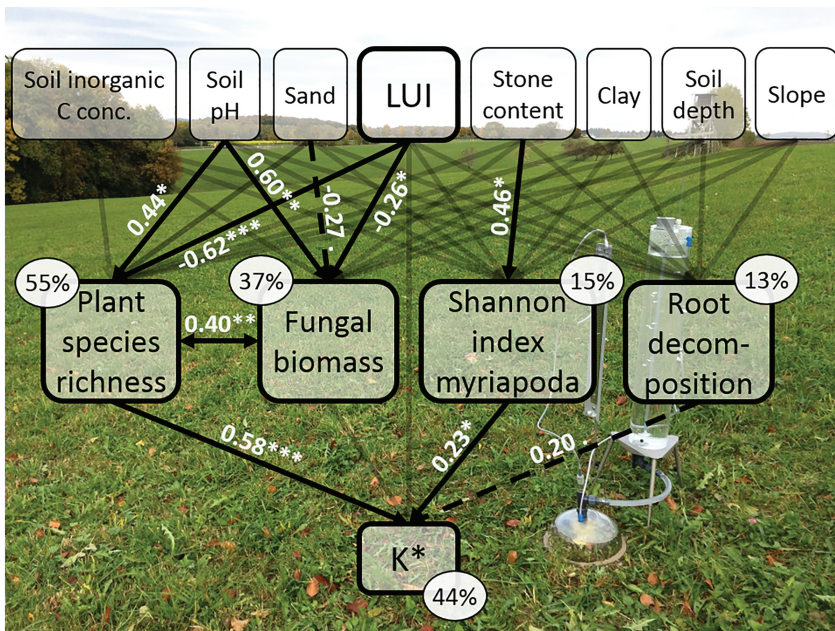 Soil inorganic
C conc.
Soil
pH
Sand
LUI
Stone
content
Clay
Soil
depth
Slope
0.44*
0.60**
-0.27 .
-0.26*
0.46*
-0.62***
55%
37%
15%
13%
Plant
species
richness
0.40**
Fungal
biomass
Shannon
index
myriapoda
Root
decom-
position
0.58***
0.23*
0.20 .
K*
44%